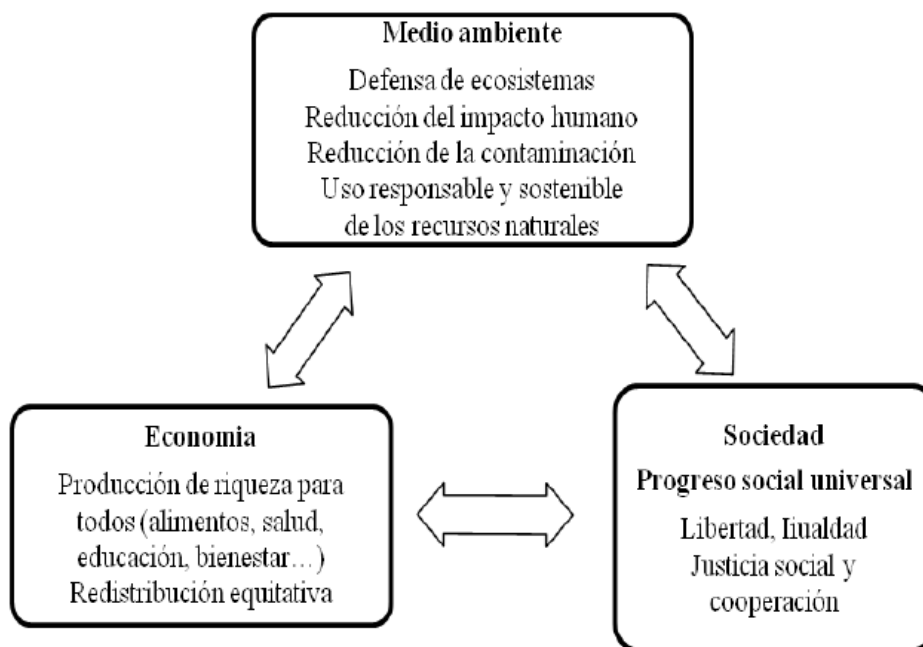 Medio ambiente
Defensa de ecosistemas
Reducción del impacto humano
Reducción de la contaminación
Uso responsable y sostenible
de los recursos naturales
Economia
Producción de riqueza para
todos (alimentos, salud,
educación, bienestar…)
Redistribución equitativa
Sociedad
Progreso social universal
Libertad, Iiualdad
Justicia social y
cooperación